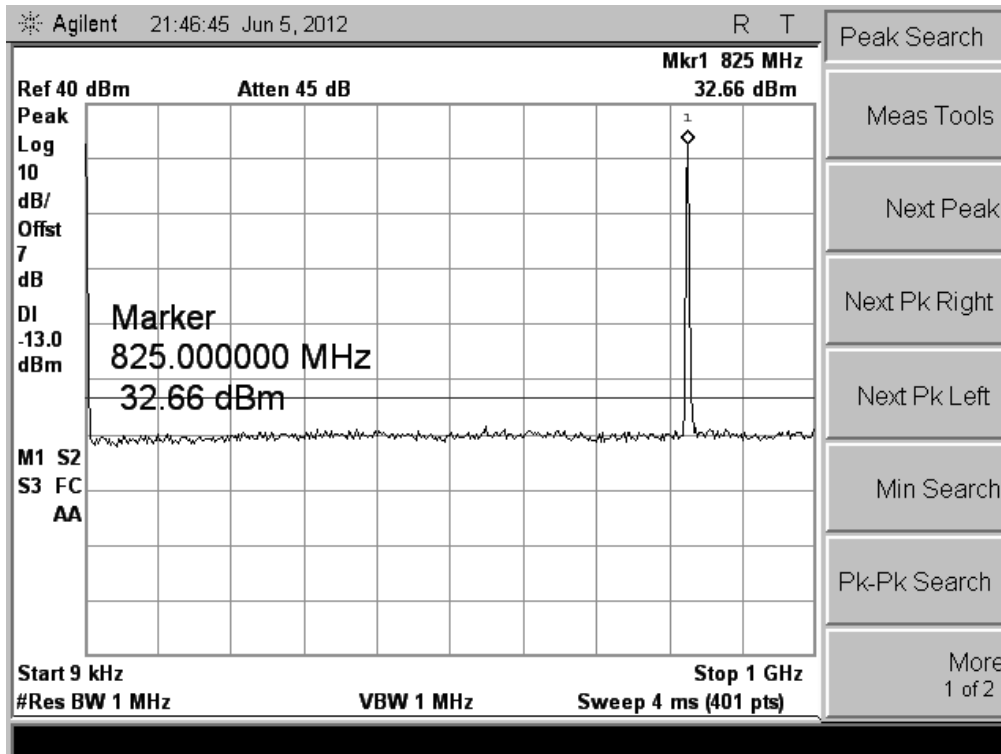 Agilent 21:46:45 Jun 5, 2012 R T
Mkr1 825 MHz
Ref 40 dBm Atten 45 dB 32.66 dBm
Peak
Log
10
dB/
Offst
7
dB
DI
-13.0
dBm
1
Marker
825.000000 MHz
32.66 dBm
M1 S2
S3 FC
AA
Start 9 kHz Stop 1 GHz
#Res BW 1 MHz VBW 1 MHz Sweep 4 ms (401 pts)
Peak Search
Meas Tools
Next Peak
Next Pk Right
Next Pk Left
Min Search
Pk-Pk Search
More
1 of 2